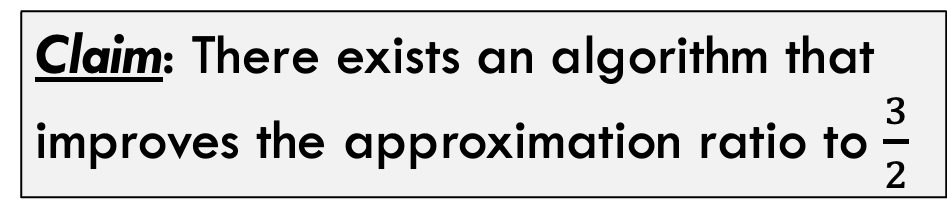 Claim: There exists an algorithm that
improves the approximation ratio to 3/2